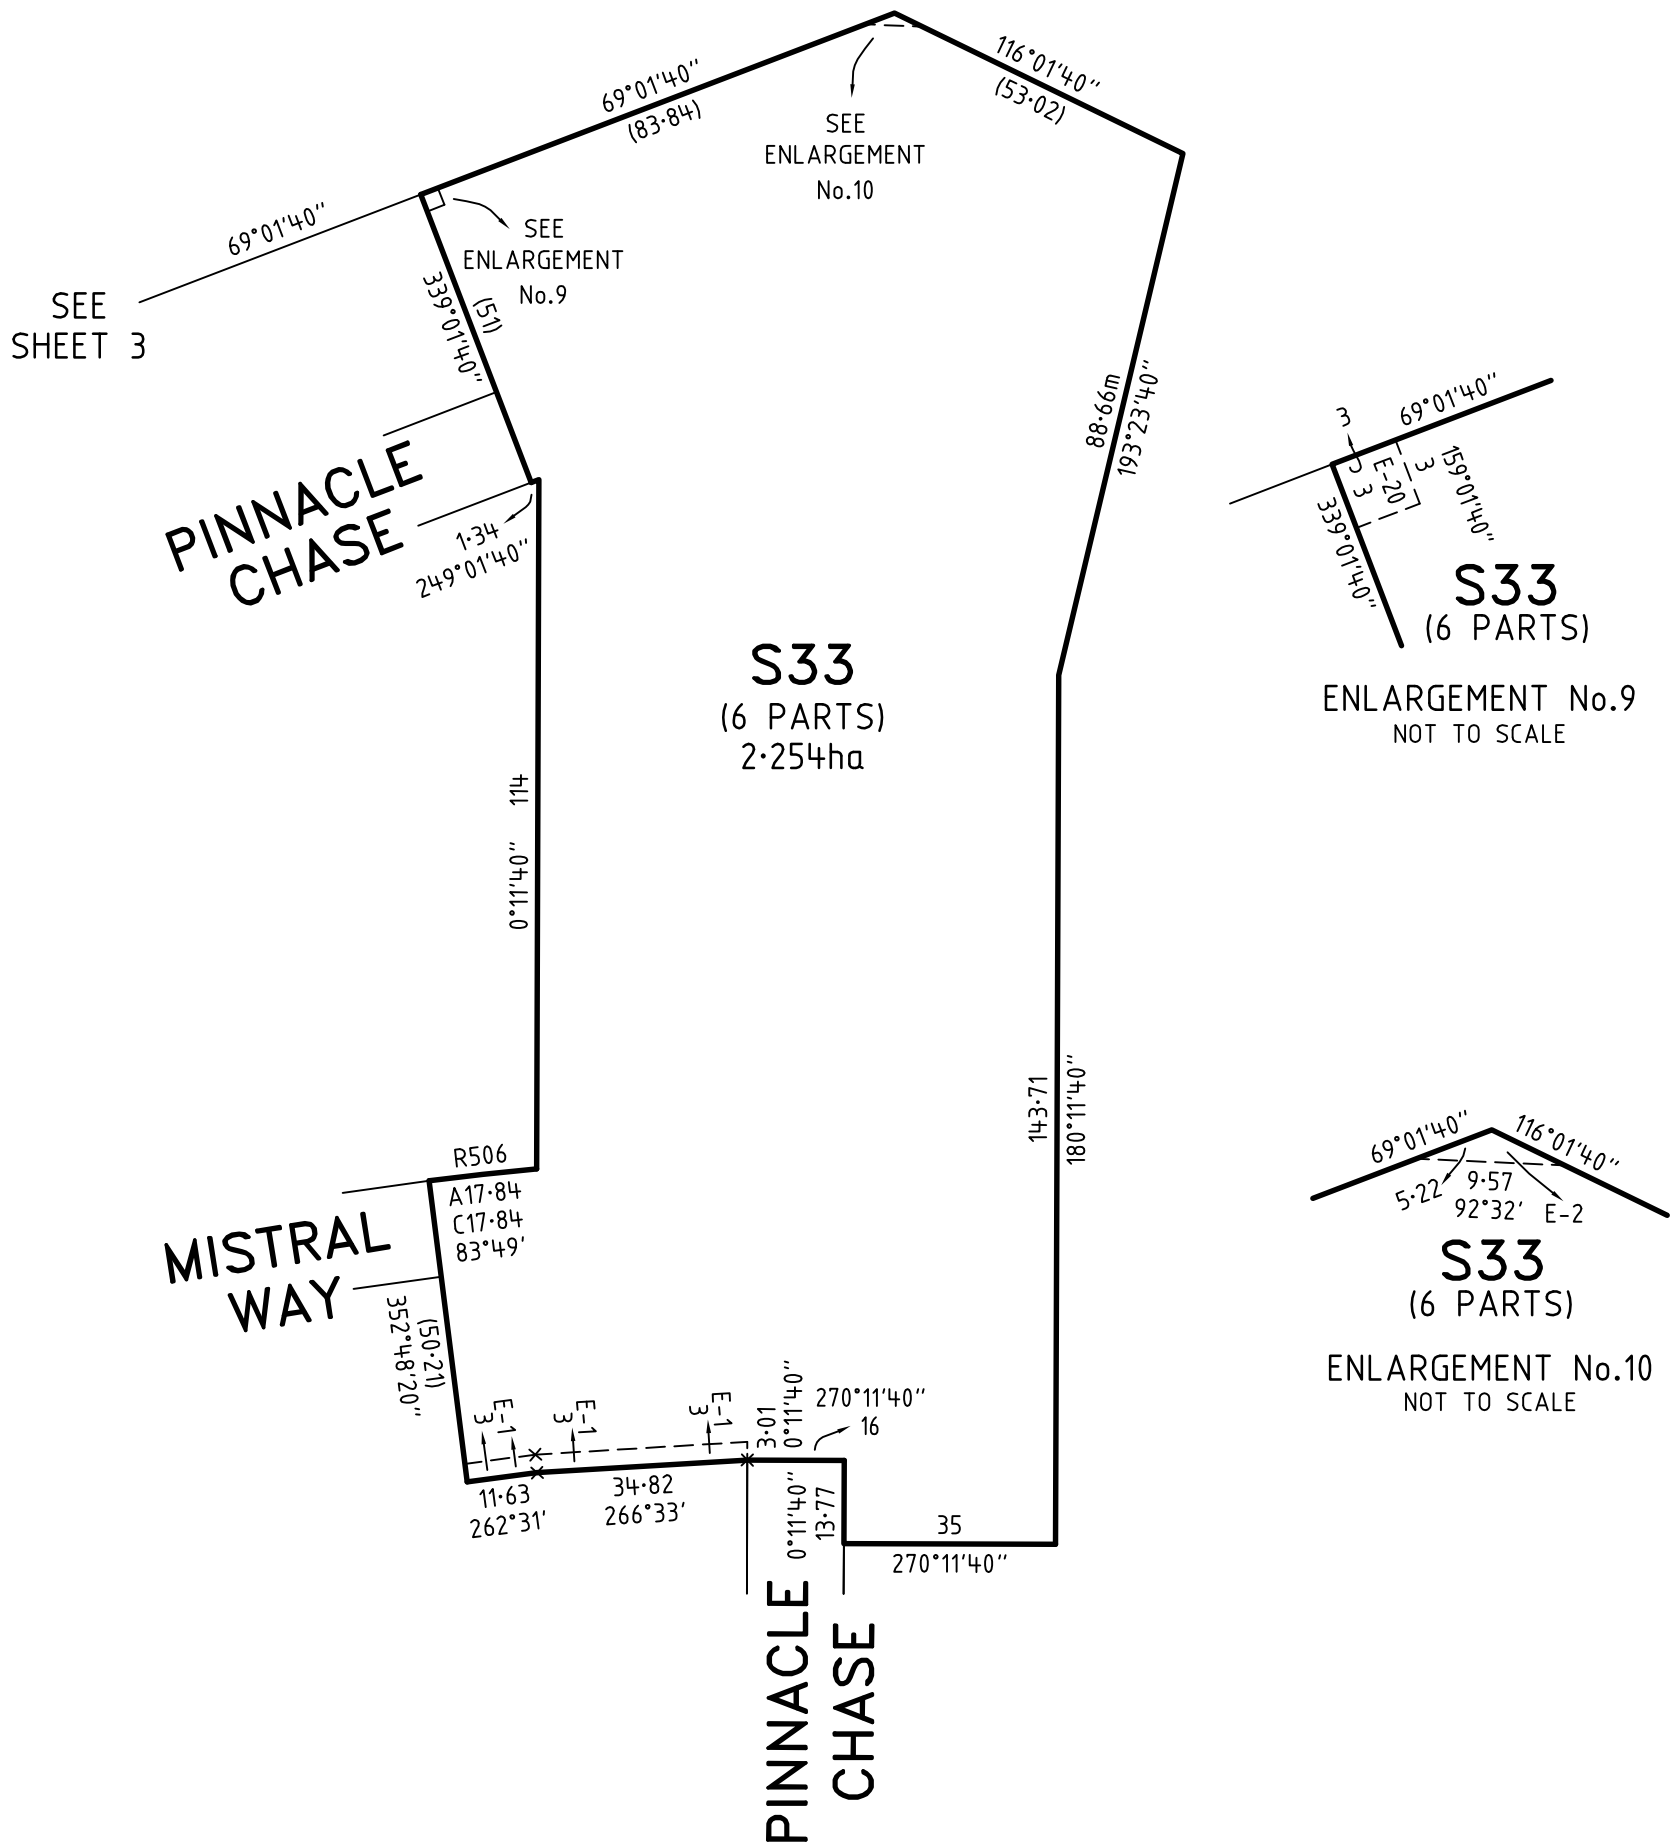 69°01'40"
(83·84)
116°01'40"
(53·02)
SEE
ENLARGEMENT
No.10
69°01'40"
SEE
ENLARGEMENT
No.9
SEE
SHEET 3
339°01'40"
(51)
88·66m
193°23'40"
PINNACLE
CHASE
1·34
249°01'40"
3
69°01'40"
E-20
3
3
159°01'40"
339°01'40"
S33
(6 PARTS)
ENLARGEMENT No.9
NOT TO SCALE
S33
(6 PARTS)
2·254ha
114
0°11'40"
143·71
180°11'40"
69°01'40"
116°01'40"
5·22
9·57
92°32'
E-2
S33
(6 PARTS)
ENLARGEMENT No.10
NOT TO SCALE
R506
A17·84
C17·84
83°49'
MISTRAL
WAY
352°48'20"
(50·21)
E-1
3
E-1
3
E-1
3
3·01
0°11'40"
270°11'40"
16
11·63
262°31'
34·82
266°33'
0°11'40"
13·77
35
270°11'40"
PINNACLE
CHASE